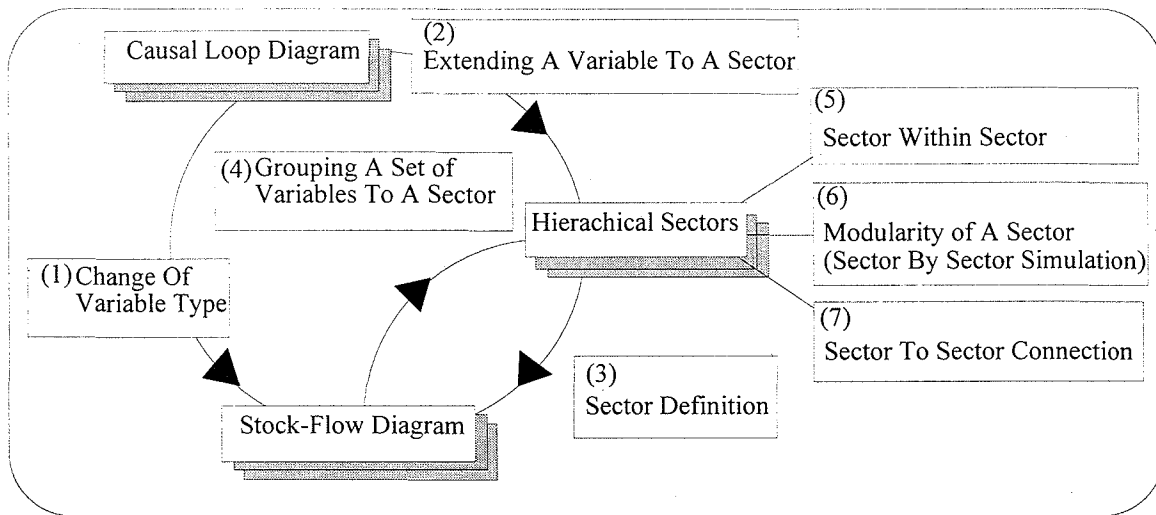 Causal Loop Diagram
(2)
Extending A Variable To A Sector
(5)
Sector Within Sector
(4) Grouping A Set of
Variables To A Sector
Hierachical Sectors
(6)
Modularity of A Sector
(Sector By Sector Simulation)
(1) Change Of
Variable Type
(7)
Sector To Sector Connection
(3)
Sector Definition
Stock-Flow Diagram